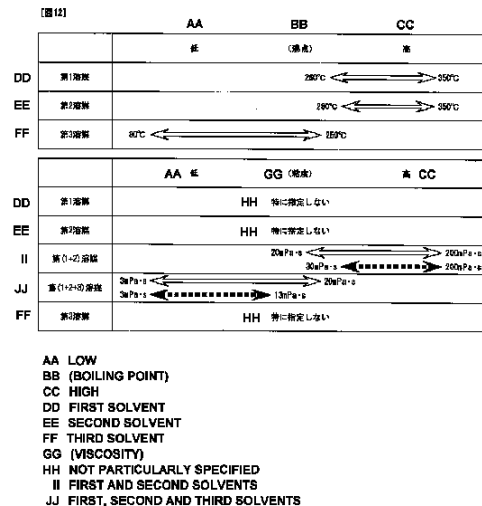 [図12]
AA BB CC
低 (沸点) 高
DD 第1溶媒 260℃ 350℃
EE 第2溶媒 280℃ 350℃
FF 第3溶媒 80℃ 250℃
AA 低 GG (粘度) 高 CC
DD 第1溶媒 HH 特に指定しない
EE 第2溶媒 HH 特に指定しない
II 第(1+2)溶媒 20mPa・s 200mPa・s
30mPa・s 200mPa・s
JJ 第(1+2+3)溶媒 3mPa・s 20mPa・s
3mPa・s 13mPa・s
FF 第3溶媒 HH 特に指定しない
AA LOW
BB (BOILING POINT)
CC HIGH
DD FIRST SOLVENT
EE SECOND SOLVENT
FF THIRD SOLVENT
GG (VISCOSITY)
HH NOT PARTICULARLY SPECIFIED
II FIRST AND SECOND SOLVENTS
JJ FIRST, SECOND AND THIRD SOLVENTS